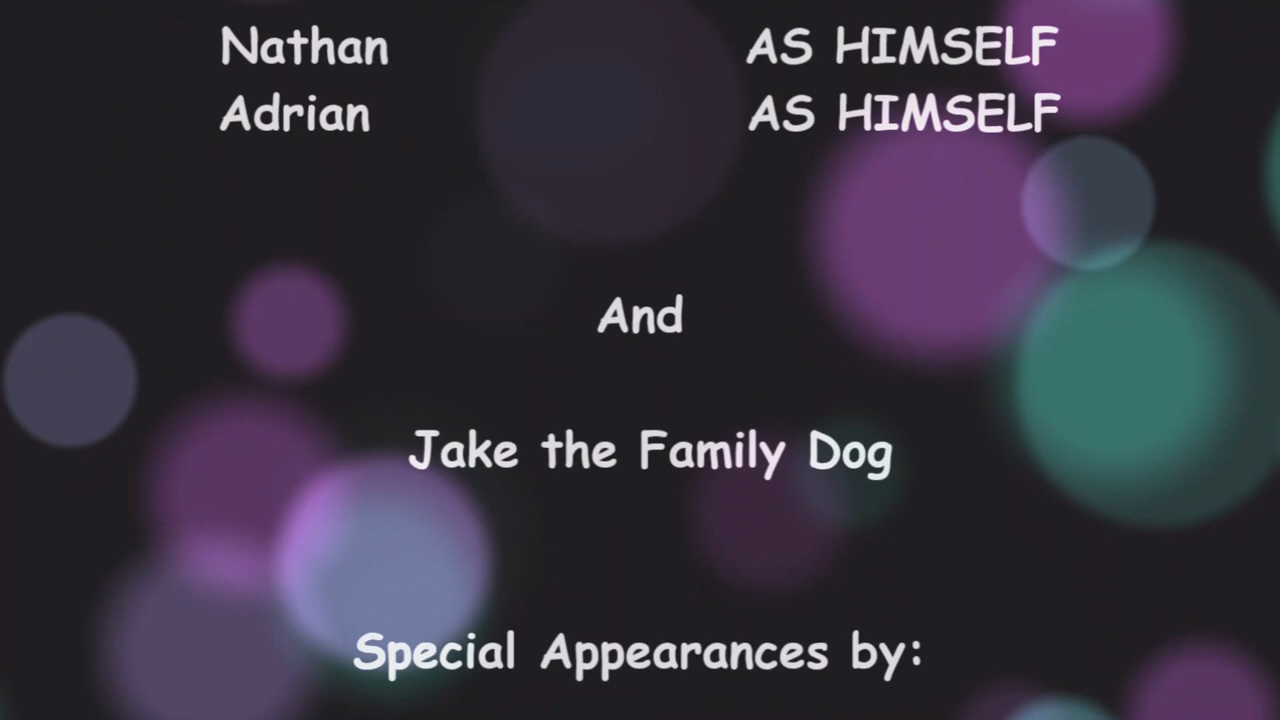 Nathan AS HIMSELF
Adrian AS HIMSELF
And
Jake the Family Dog
Special Appearances by: